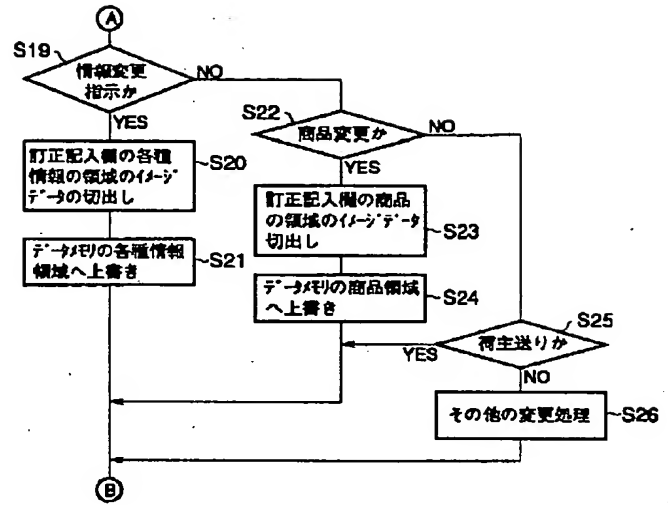 A
S19
情報変更
指示か
NO
YES
訂正記入欄の各種
情報の領域のイメージ
データの切出し
S20
データメモリの各種情報
領域へ上書き
S21
S22
商品変更か
NO
YES
訂正記入欄の商品
の領域のイメージデータ
切出し
S23
データメモリの商品領域
へ上書き
S24
S25
荷主送りか
YES
NO
その他の変更処理
S26
B